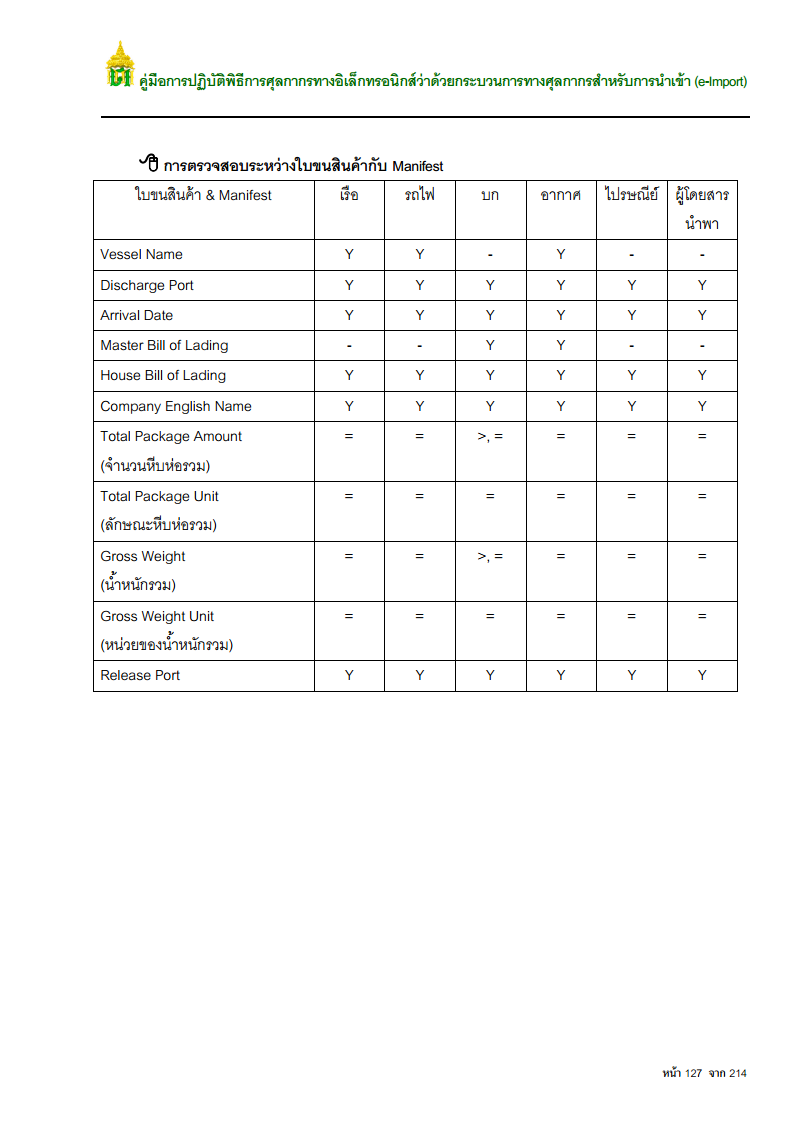 คู่มือการปฏิบัติพิธีการศุลกากรทางอิเล็กทรอนิกส์ว่าด้วยกระบวนการทางศุลกากรสำหรับการนำเข้า (e-Import)
การตรวจสอบระหว่างใบขนสินค้ากับ Manifest
ใบขนสินค้า & Manifest เรือ รถไฟ บก อากาศ ไปรษณีย์ ผู้โดยสาร
นำพา
Vessel Name Y Y - Y - -
Discharge Port Y Y Y Y Y Y
Arrival Date Y Y Y Y Y Y
Master Bill of Lading - - Y Y - -
House Bill of Lading Y Y Y Y Y Y
Company English Name Y Y Y Y Y Y
Total Package Amount = = >, = = = =
(จำนวนหีบห่อรวม)
Total Package Unit = = = = = =
(ลักษณะหีบห่อรวม)
Gross Weight = = >, = = = =
(น้ำหนักรวม)
Gross Weight Unit = = = = = =
(หน่วยของน้ำหนักรวม)
Release Port Y Y Y Y Y Y
หน้า 127 จาก 214